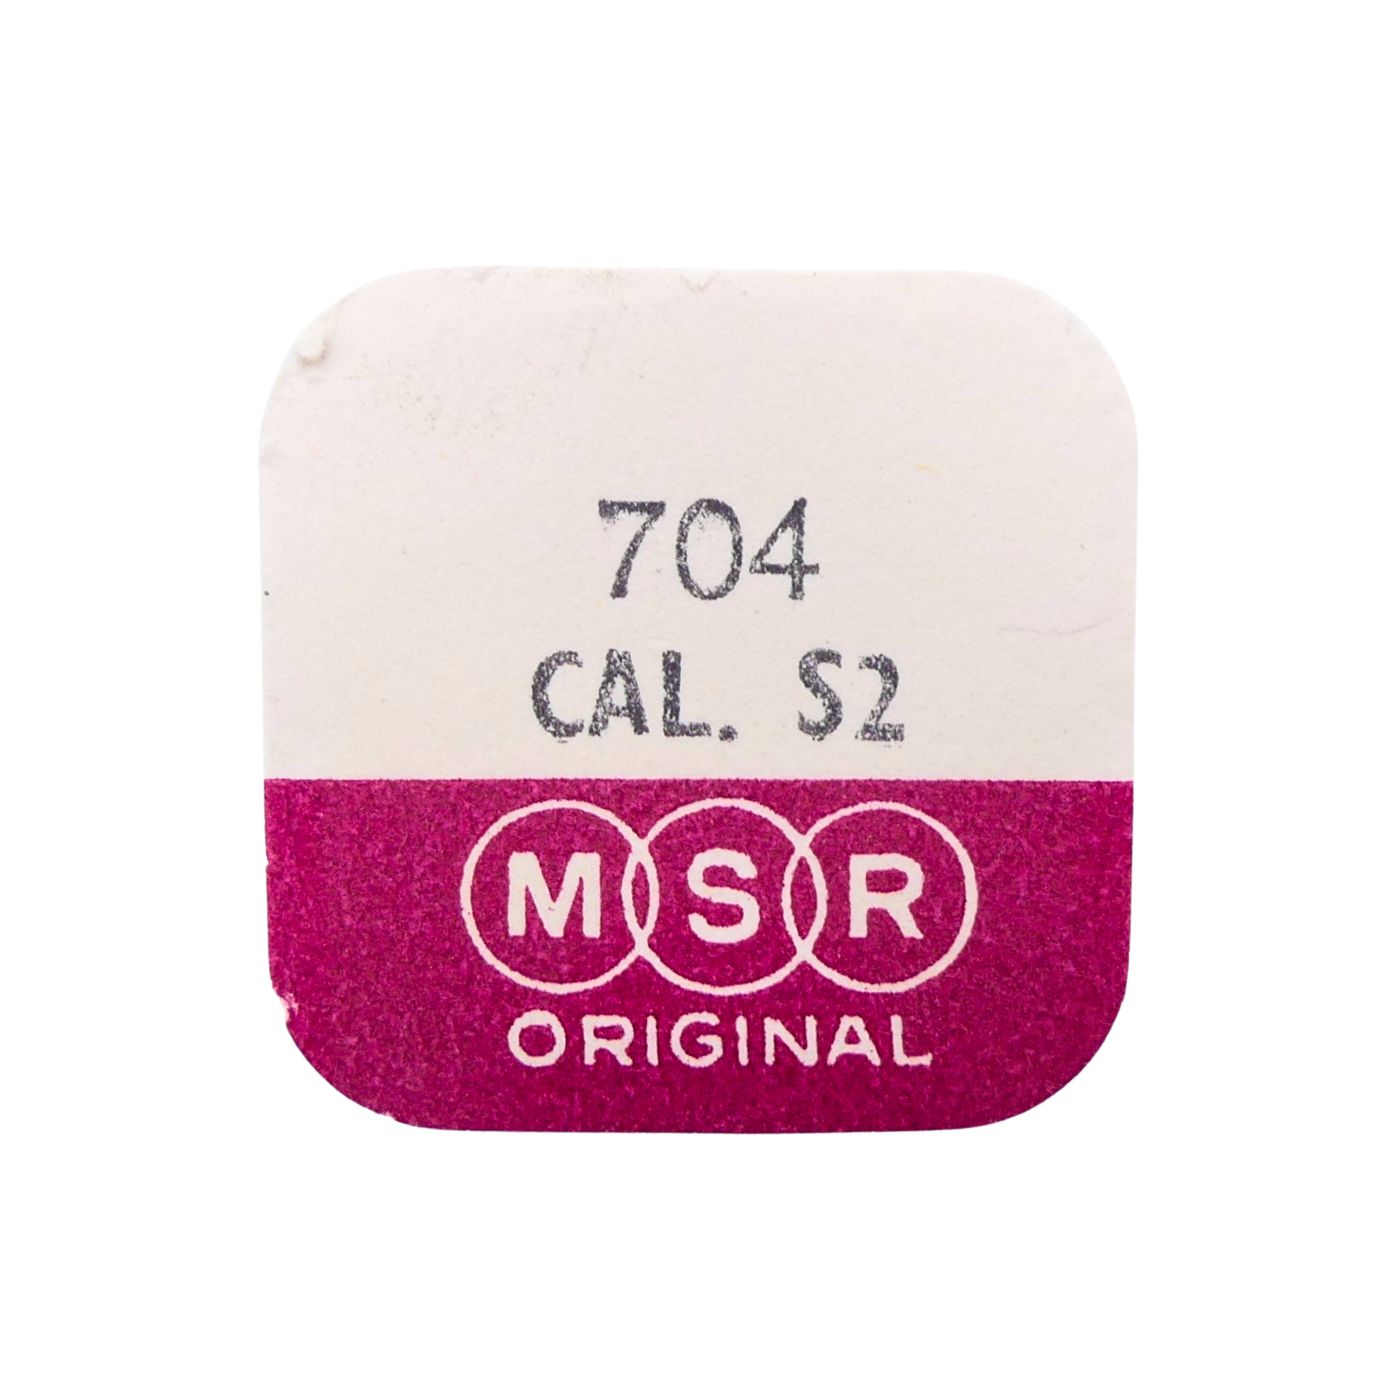 704
CAL. S2
MSR
ORIGINAL